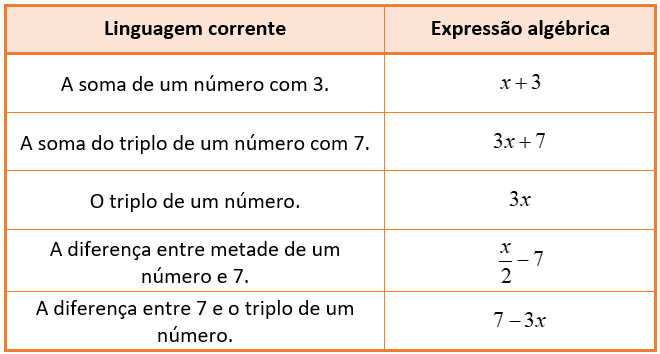 Linguagem corrente Expressão algébrica
A soma de um número com 3. x + 3
A soma do triplo de um número com 7. 3x + 7
O triplo de um número. 3x
A diferença entre metade de um
número e 7. x/2 − 7
A diferença entre 7 e o triplo de um
número. 7 − 3x